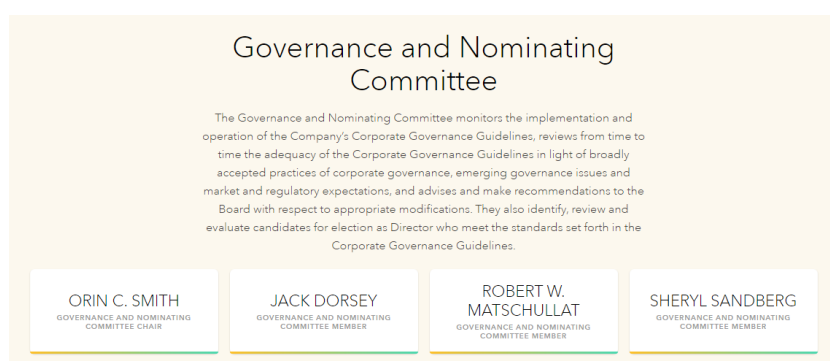 Governance and Nominating
Committee
The Governance and Nominating Committee monitors the implementation and
operation of the Company's Corporate Governance Guidelines, reviews from time to
time the adequacy of the Corporate Governance Guidelines in light of broadly
accepted practices of corporate governance, emerging governance issues and
market and regulatory expectations, and advises and make recommendations to the
Board with respect to appropriate modifications. They also identify, review and
evaluate candidates for election as Director who meet the standards set forth in the
Corporate Governance Guidelines.
ORIN C. SMITH
GOVERNANCE AND NOMINATING
COMMITTEE CHAIR
JACK DORSEY
GOVERNANCE AND NOMINATING
COMMITTEE MEMBER
ROBERT W.
MATSCHULLAT
GOVERNANCE AND NOMINATING
COMMITTEE MEMBER
SHERYL SANDBERG
GOVERNANCE AND NOMINATING
COMMITTEE MEMBER